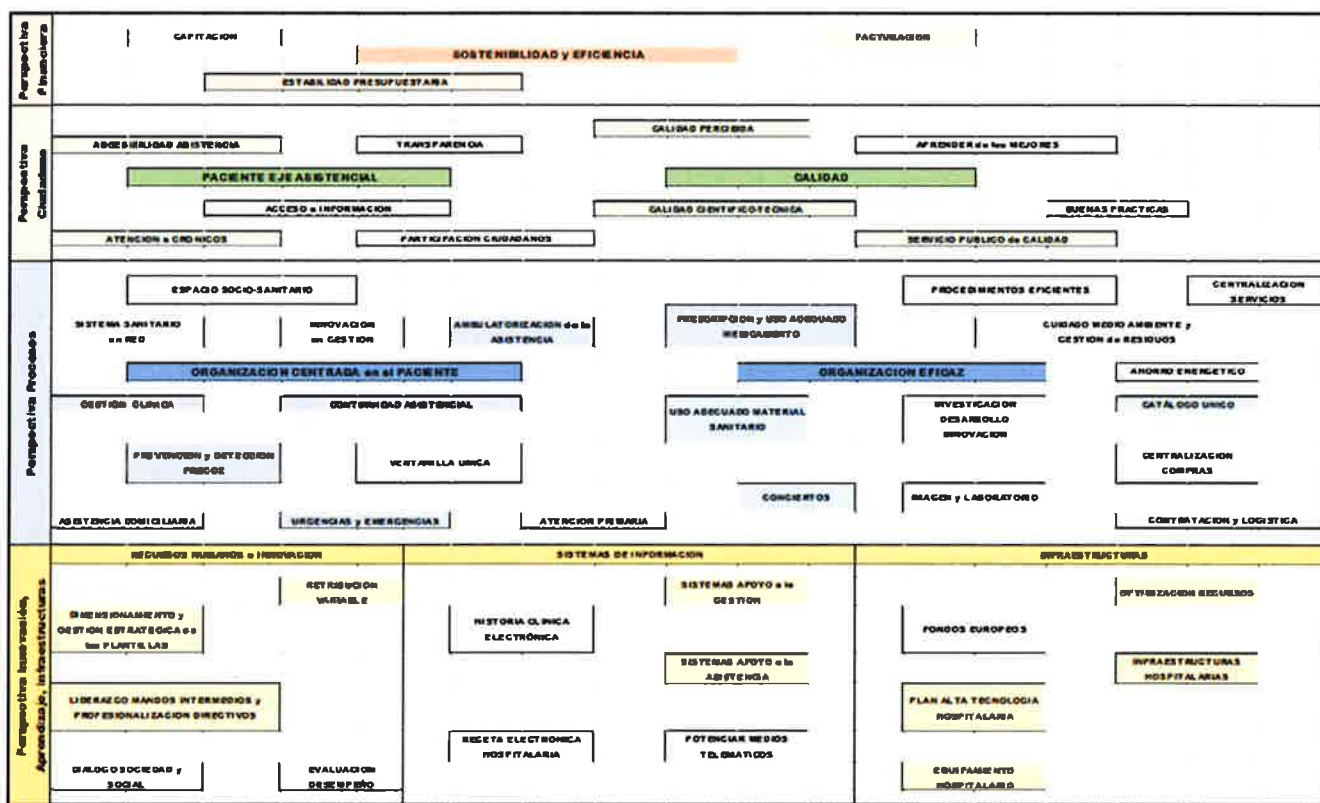 Perspectiva
Financiera
CAPITACION
FACTURACION
SOSTENIBILIDAD y EFICIENCIA
ESTABILIDAD PRESUPUESTARIA
Perspectiva
Ciudadano
CALIDAD PERCIBIDA
ACCESIBILIDAD ASISTENCIA
TRANSPARENCIA
APRENDER de los MEJORES
PACIENTE EJE ASISTENCIAL
CALIDAD
ACCESO a INFORMACION
CALIDAD CIENTIFICO-TECNICA
BUENAS PRACTICAS
ATENCION a CRONICOS
PARTICIPACION CIUDADANOS
SERVICIO PUBLICO de CALIDAD
Perspectiva Procesos
ESPACIO SOCIO-SANITARIO
PROCEDIMIENTOS EFICIENTES
CENTRALIZACION
SERVICIOS
SISTEMA SANITARIO
en RED
INNOVACION
en GESTION
AMBULATORIZACION de la
ASISTENCIA
PRESCRIPCION y USO ADECUADO
MEDICAMENTO
CUIDADO MEDIO AMBIENTE y
GESTION de RESIDUOS
ORGANIZACION CENTRADA en el PACIENTE
ORGANIZACION EFICAZ
AHORRO ENERGETICO
GESTIÓN CLINICA
CONTINUIDAD ASISTENCIAL
USO ADECUADO MATERIAL
SANITARIO
INVESTIGACION
DESARROLLO
INNOVACION
CATÁLOGO UNICO
PREVENCION y DETECCION
PRECOZ
VENTANILLA UNICA
CENTRALIZACION
COMPRAS
CONCIERTOS
IMAGEN y LABORATORIO
ASISTENCIA DOMICILIARIA
URGENCIAS y EMERGENCIAS
ATENCION PRIMARIA
CONTRATACION y LOGISTICA
Perspectiva Innovación,
Aprendizaje, infraestructuras
RECURSOS HUMANOS e INNOVACION
SISTEMAS DE INFORMACION
INFRAESTRUCTURAS
RETRIBUCION
VARIABLE
SISTEMAS APOYO a la
GESTION
OPTIMIZACION RECURSOS
DIMENSIONAMIENTO y
GESTION ESTRATEGICA de
las PLANTILLAS
HISTORIA CLINICA
ELECTRÓNICA
FONDOS EUROPEOS
SISTEMAS APOYO a la
ASISTENCIA
INFRAESTRUCTURAS
HOSPITALARIAS
LIDERAZGO MANDOS INTERMEDIOS y
PROFESIONALIZACION DIRECTIVOS
PLAN ALTA TECNOLOGIA
HOSPITALARIA
RECETA ELECTRÓNICA
HOSPITALARIA
POTENCIAR MEDIOS
TELEMATICOS
DIALOGO SOCIEDAD y
SOCIAL
EVALUACION
DESEMPEÑO
EQUIPAMIENTO
HOSPITALARIO